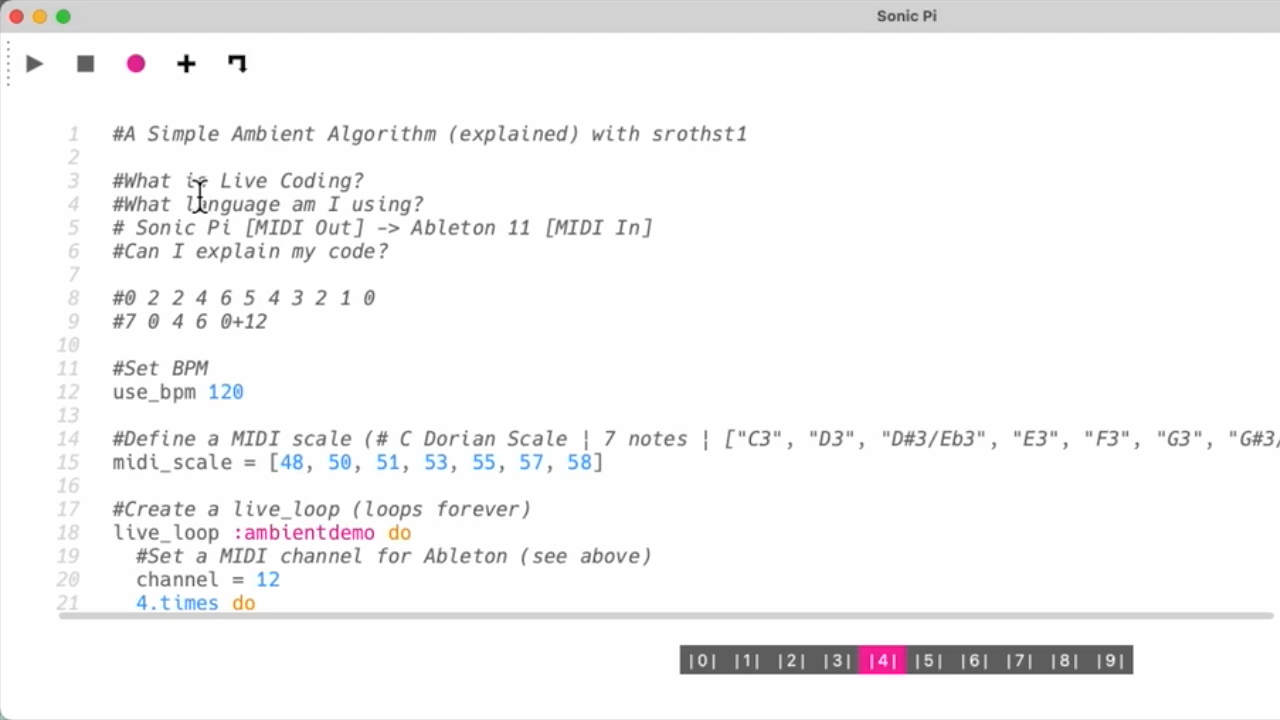 Sonic Pi
1 #A Simple Ambient Algorithm (explained) with srothst1
2
3 #What is Live Coding?
4 #What language am I using?
5 # Sonic Pi [MIDI Out] -> Ableton 11 [MIDI In]
6 #Can I explain my code?
7
8 #0 2 2 4 6 5 4 3 2 1 0
9 #7 0 4 6 0+12
10
11 #Set BPM
12 use_bpm 120
13
14 #Define a MIDI scale (# C Dorian Scale | 7 notes | ["C3", "D3", "D#3/Eb3", "E3", "F3", "G3", "G#3/
15 midi_scale = [48, 50, 51, 53, 55, 57, 58]
16
17 #Create a live_loop (loops forever)
18 live_loop :ambientdemo do
19 #Set a MIDI channel for Ableton (see above)
20 channel = 12
21 4.times do
|0| |1| |2| |3| |4| |5| |6| |7| |8| |9|